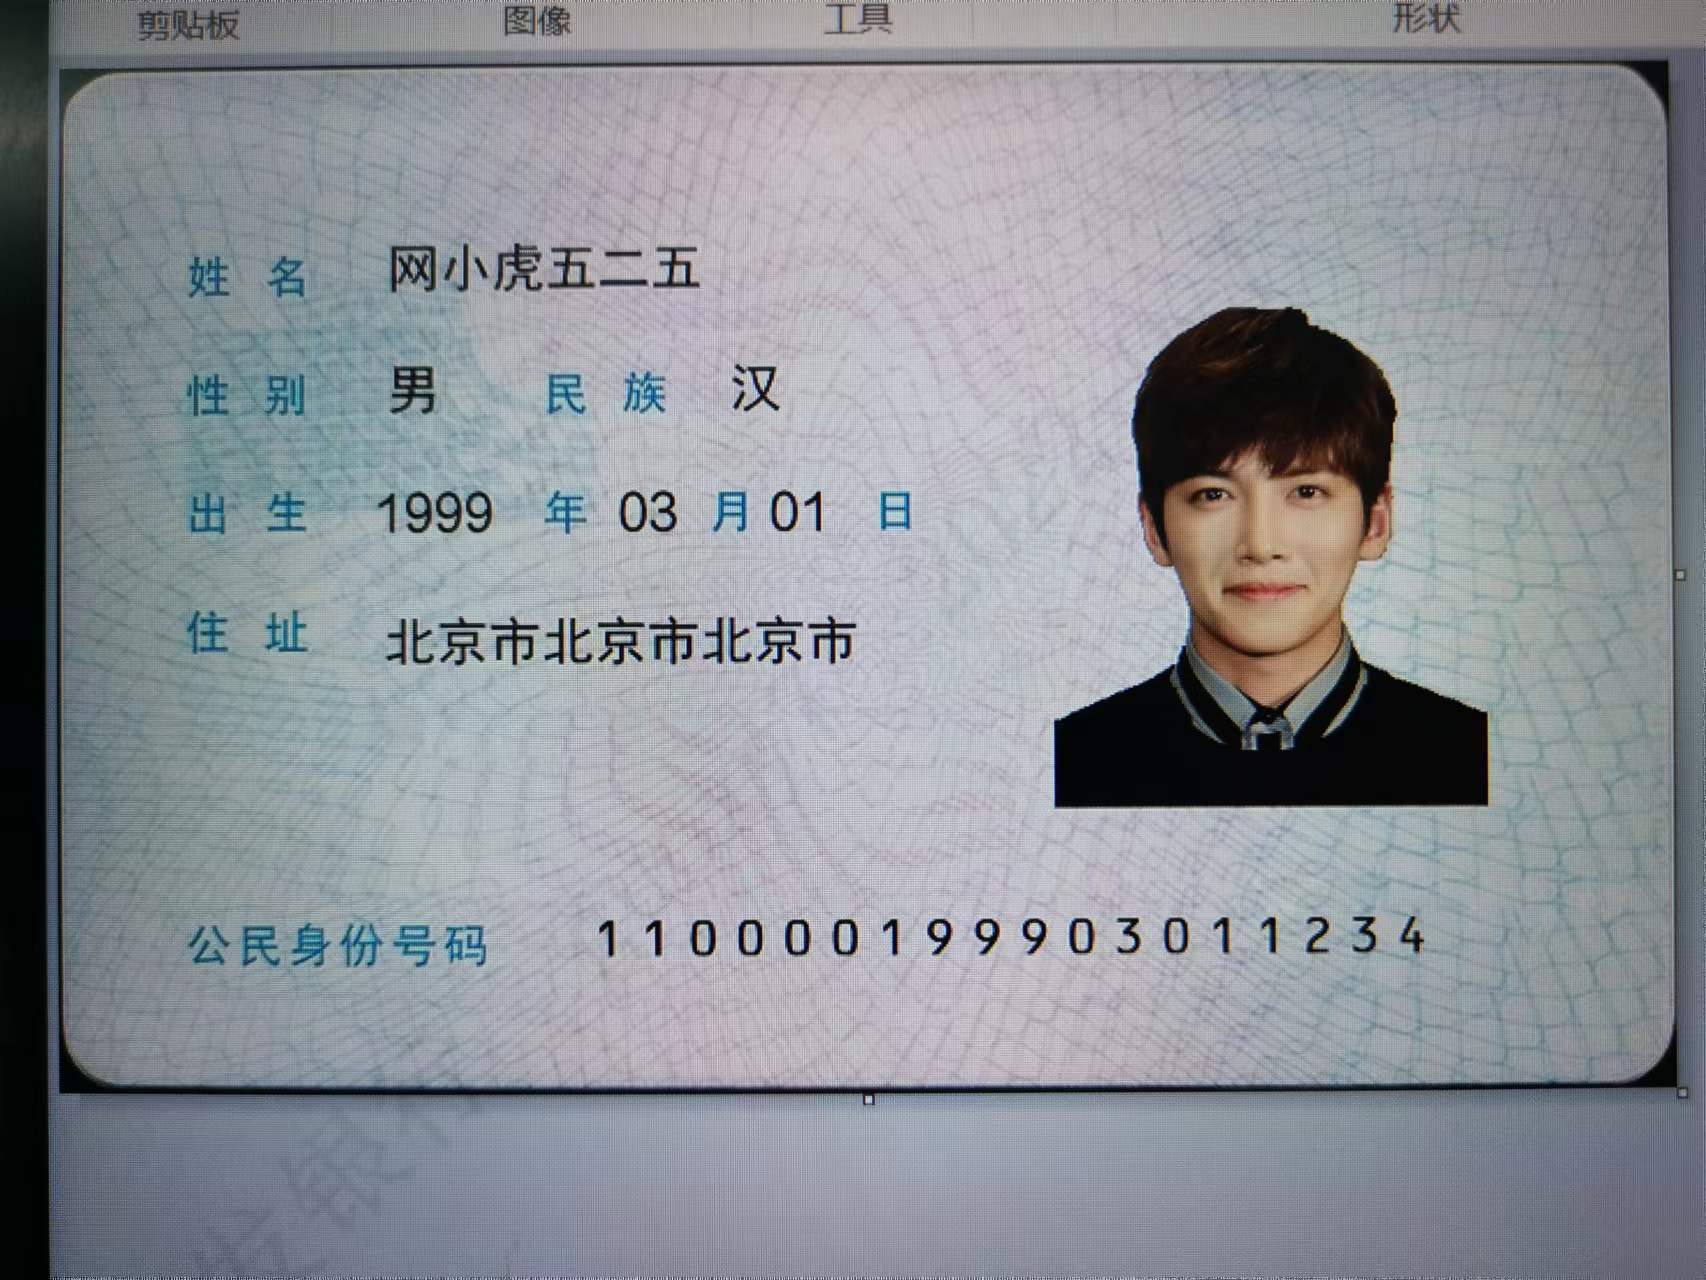 剪贴板 图像 工具 形状
姓 名 网小虎五二五
性 别 男 民 族 汉
出 生 1999 年 03 月 01 日
住 址 北京市北京市北京市
公民身份号码 110000199903011234